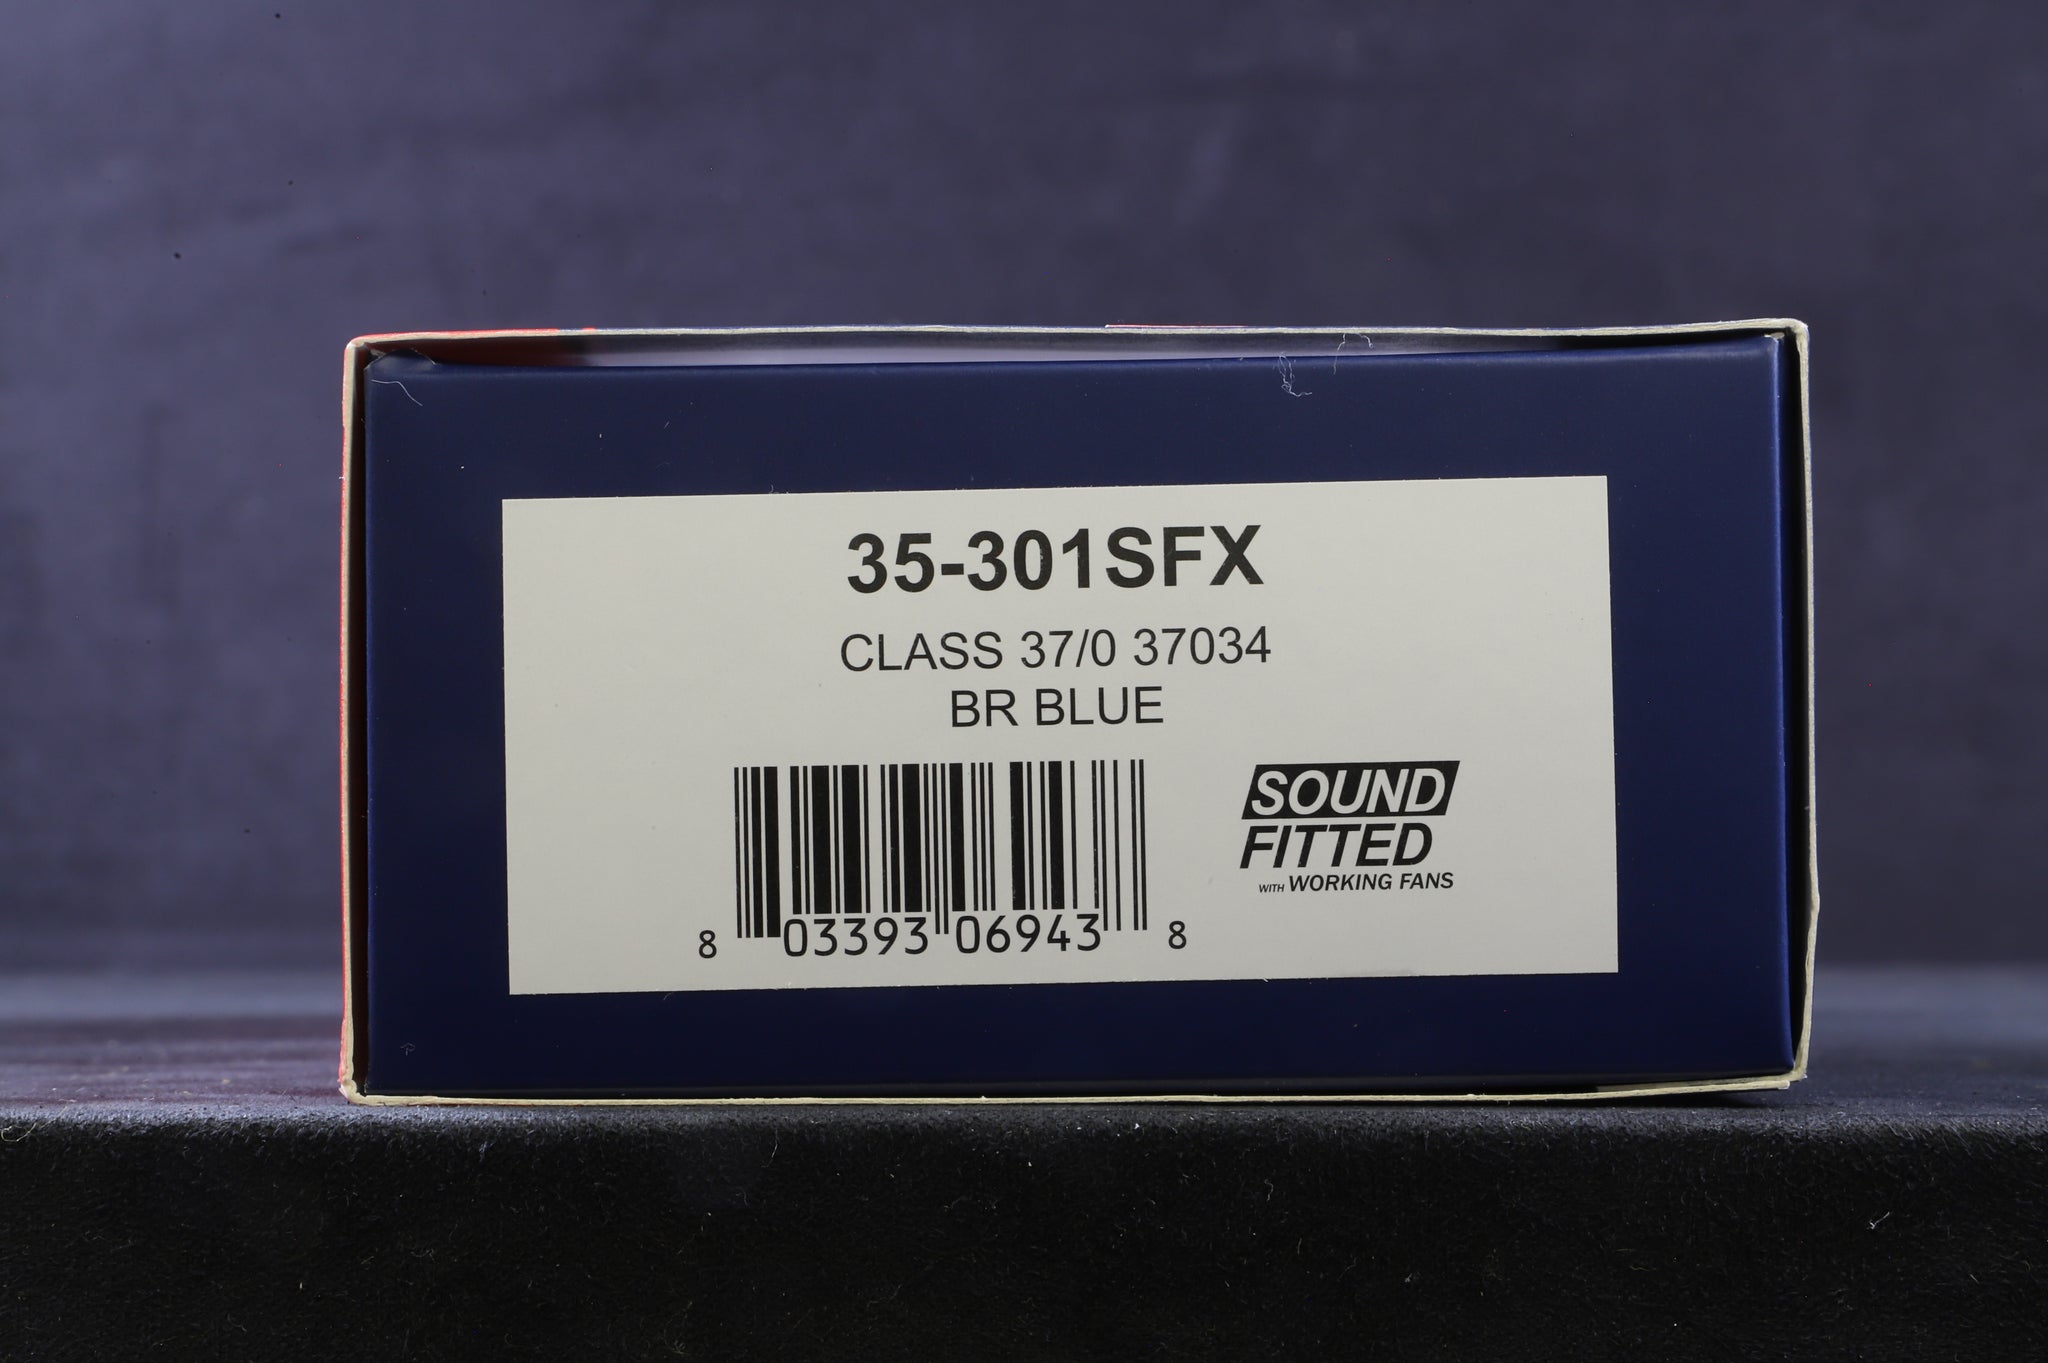 35-301SFX
CLASS 37/0 37034
BR BLUE
SOUND
FITTED
WITH WORKING FANS
8 03393 06943 8